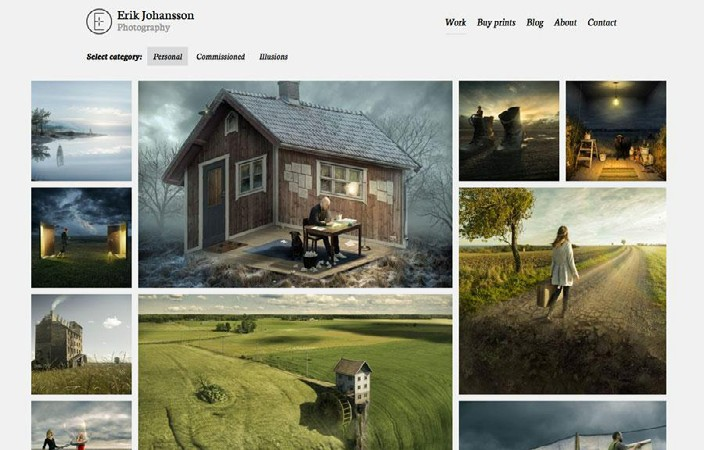 Erik Johansson
Photography
Work Buy prints Blog About Contact
Select category: Personal Commissioned Illusions